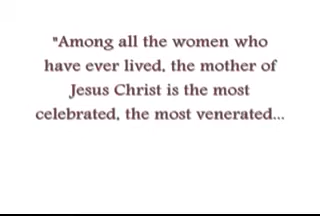 "Among all the women who
have ever lived, the mother of
Jesus Christ is the most
celebrated, the most venerated...